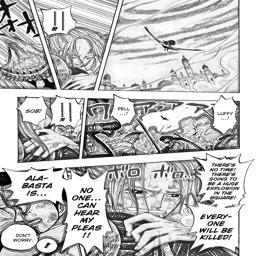 LUFFY
...!
PELL
...!
SOB!
THERE'S
NO TIME!
THERE'S
GOING TO
BE A HUGE
EXPLOSION
IN THE
SQUARE!
EVERY-
ONE WILL
BE
KILLED!
NO
ONE... CAN
HEAR MY
PLEAS
!!
ALA-
BASTA
IS...
DON'T
WORRY.